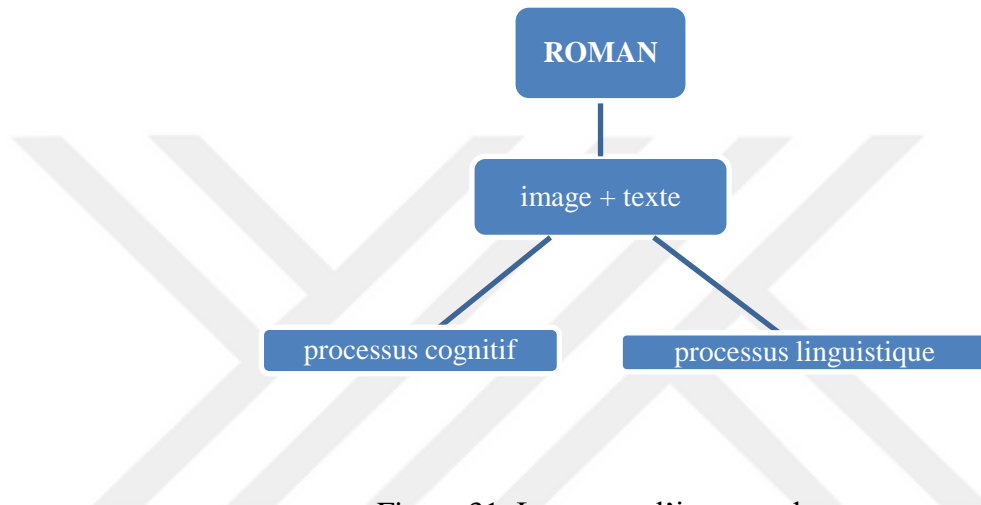 ROMAN
image + texte
processus cognitif
processus linguistique